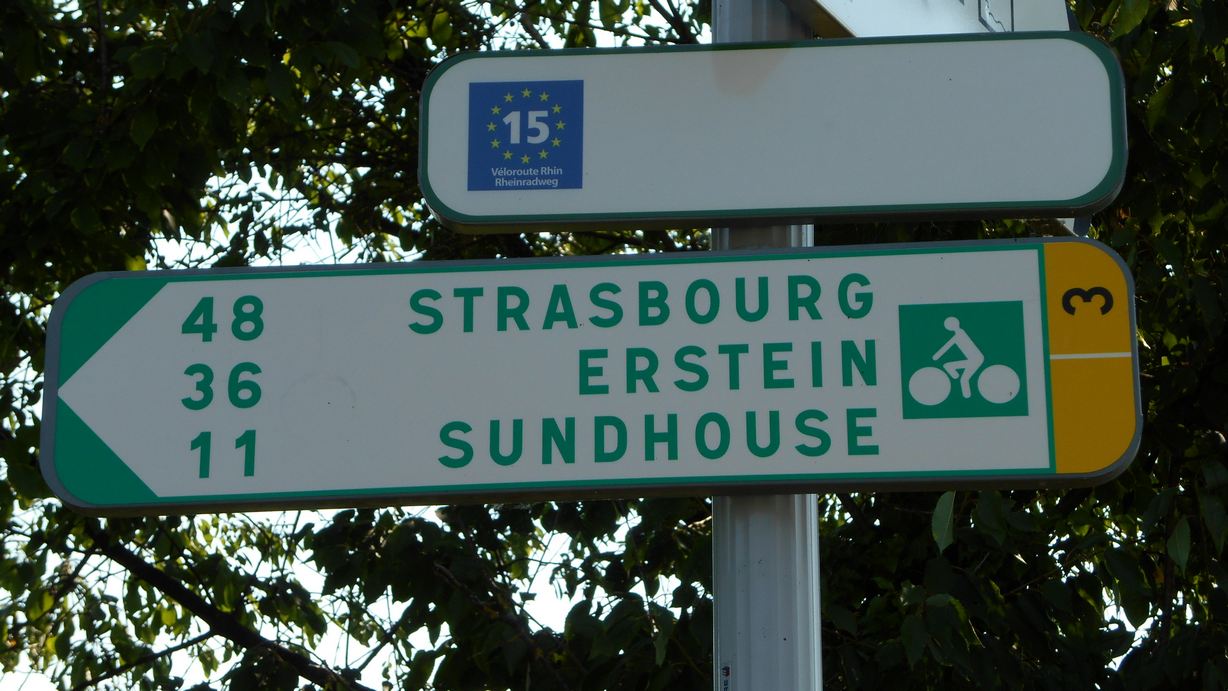 15
Véloroute Rhin
Rheinradweg
48 STRASBOURG
36 ERSTEIN
11 SUNDHOUSE
3